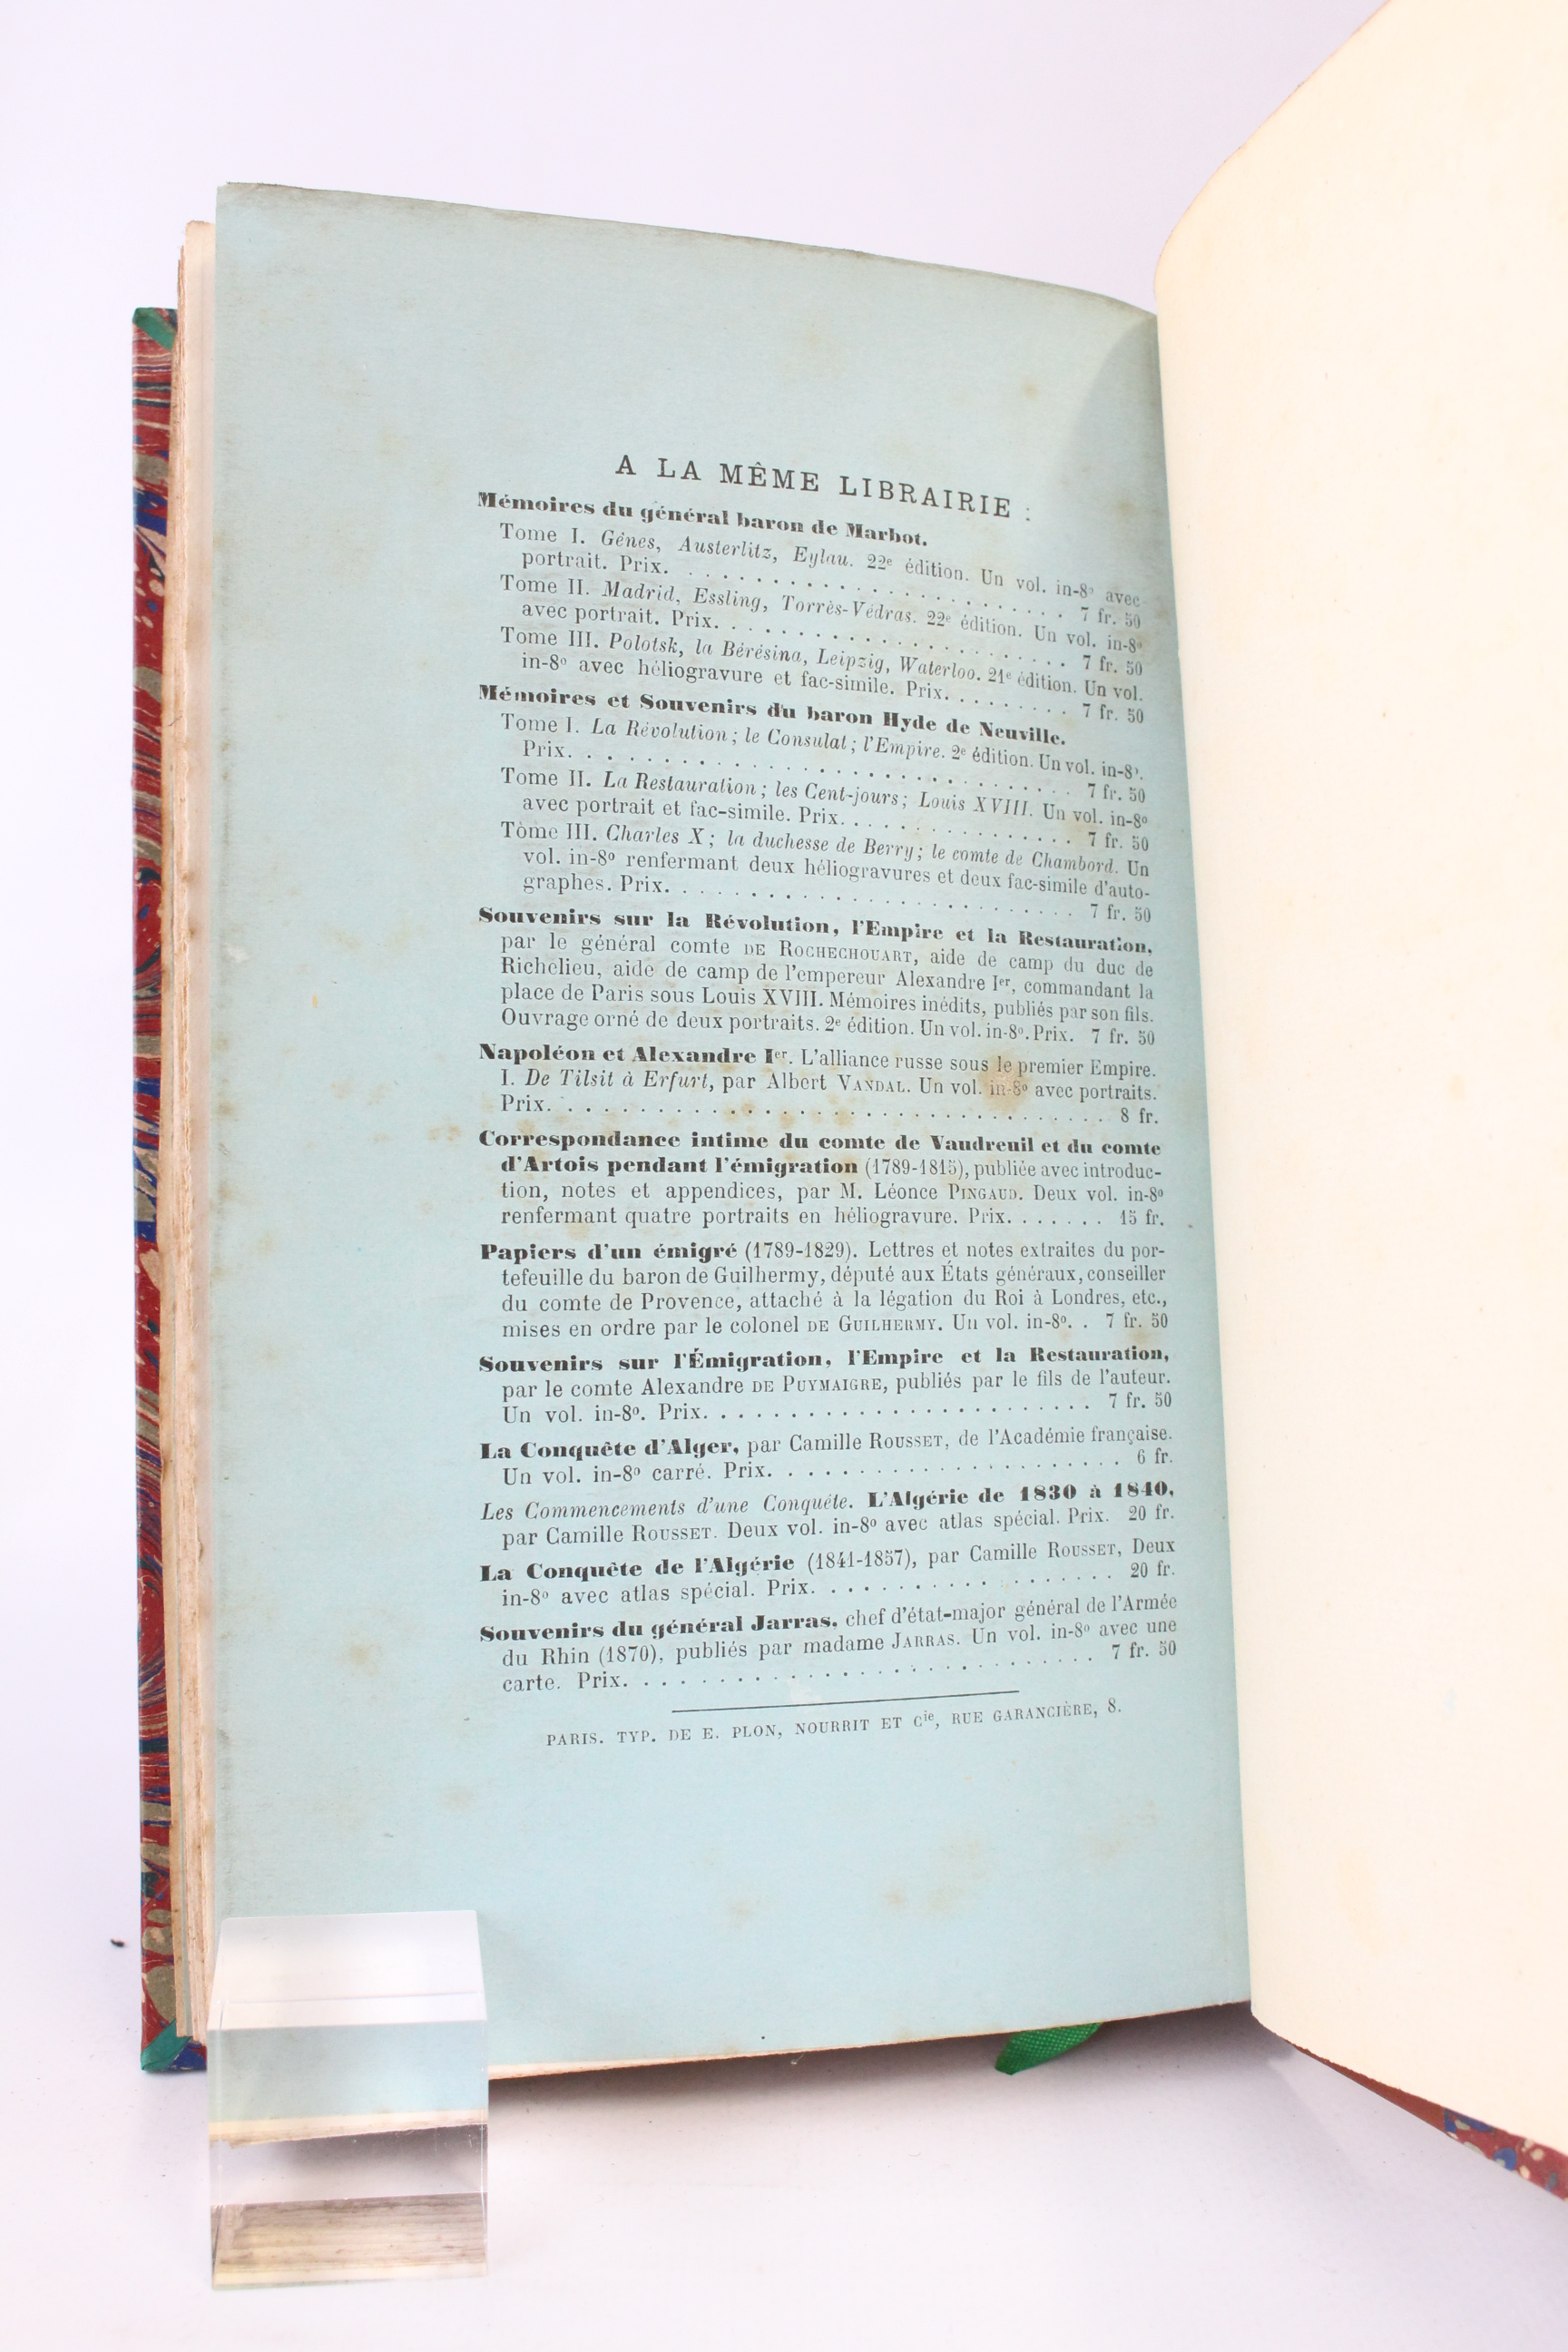 A LA MÊME LIBRAIRIE :
Mémoires du général baron de Marbot.
Tome I. Gênes, Austerlitz, Eylau. 22e édition. Un vol. in-8º avec
portrait. Prix. . . . . . . . . . . . . . . . . . . . . . 7 fr. 50
Tome II. Madrid, Essling, Torrès-Védras. 22e édition. Un vol. in-8º
avec portrait. Prix. . . . . . . . . . . . . . . . . . . . 7 fr. 50
Tome III. Polotsk, la Bérésina, Leipzig, Waterloo. 21e édition. Un vol.
in-8º avec héliogravure et fac-simile. Prix. . . . . . . . . 7 fr. 50
Mémoires et Souvenirs du baron Hyde de Neuville.
Tome I. La Révolution ; le Consulat ; l'Empire. 2e édition. Un vol. in-8º.
Prix. . . . . . . . . . . . . . . . . . . . . . . . . . . 7 fr. 50
Tome II. La Restauration ; les Cent-jours ; Louis XVIII. Un vol. in-8º
avec portrait et fac-simile. Prix. . . . . . . . . . . . . . 7 fr. 50
Tome III. Charles X ; la duchesse de Berry ; le comte de Chambord. Un
vol. in-8º renfermant deux héliogravures et deux fac-simile d'auto-
graphes. Prix. . . . . . . . . . . . . . . . . . . . . . . 7 fr. 50
Souvenirs sur la Révolution, l'Empire et la Restauration,
par le général comte DE ROCHECHOUART, aide de camp du duc de
Richelieu, aide de camp de l'empereur Alexandre Ier, commandant la
place de Paris sous Louis XVIII. Mémoires inédits, publiés par son fils.
Ouvrage orné de deux portraits. 2e édition. Un vol. in-8º. Prix. 7 fr. 50
Napoléon et Alexandre Ier. L'alliance russe sous le premier Empire.
I. De Tilsit à Erfurt, par Albert VANDAL. Un vol. in-8º avec portraits.
Prix. . . . . . . . . . . . . . . . . . . . . . . . . . . . 8 fr.
Correspondance intime du comte de Vaudreuil et du comte
d'Artois pendant l'émigration (1789-1815), publiée avec introduc-
tion, notes et appendices, par M. Léonce PINGAUD. Deux vol. in-8º
renfermant quatre portraits en héliogravure. Prix. . . . . . . 15 fr.
Papiers d'un émigré (1789-1829). Lettres et notes extraites du por-
tefeuille du baron de Guilhermy, député aux États généraux, conseiller
du comte de Provence, attaché à la légation du Roi à Londres, etc.,
mises en ordre par le colonel DE GUILHERMY. Un vol. in-8º. . 7 fr. 50
Souvenirs sur l'Émigration, l'Empire et la Restauration,
par le comte Alexandre DE PUYMAIGRE, publiés par le fils de l'auteur.
Un vol. in-8º. Prix. . . . . . . . . . . . . . . . . . . . . 7 fr. 50
La Conquête d'Alger, par Camille ROUSSET, de l'Académie française.
Un vol. in-8º carré. Prix. . . . . . . . . . . . . . . . . . . 6 fr.
Les Commencements d'une Conquête. L'Algérie de 1830 à 1840,
par Camille ROUSSET. Deux vol. in-8º avec atlas spécial. Prix. 20 fr.
La Conquête de l'Algérie (1841-1857), par Camille ROUSSET, Deux
in-8º avec atlas spécial. Prix. . . . . . . . . . . . . . . . 20 fr.
Souvenirs du général Jarras, chef d'état-major général de l'Armée
du Rhin (1870), publiés par madame JARRAS. Un vol. in-8º avec une
carte. Prix. . . . . . . . . . . . . . . . . . . . . . . . . 7 fr. 50
PARIS. TYP. DE E. PLON, NOURRIT ET Cie, RUE GARANCIÈRE, 8.